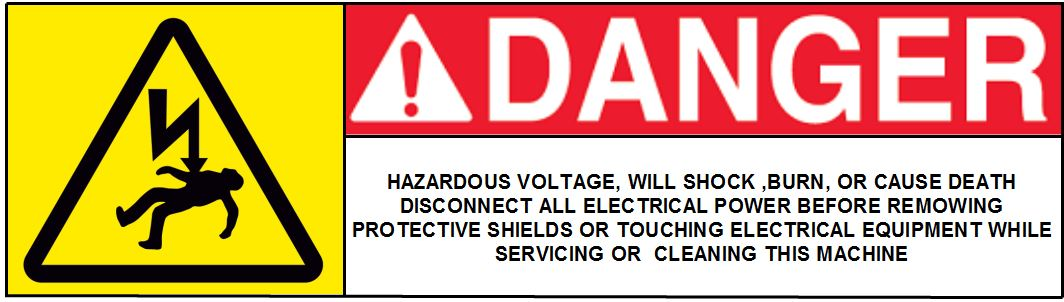 DANGER
HAZARDOUS VOLTAGE, WILL SHOCK ,BURN, OR CAUSE DEATH
DISCONNECT ALL ELECTRICAL POWER BEFORE REMOWING
PROTECTIVE SHIELDS OR TOUCHING ELECTRICAL EQUIPMENT WHILE
SERVICING OR  CLEANING THIS MACHINE